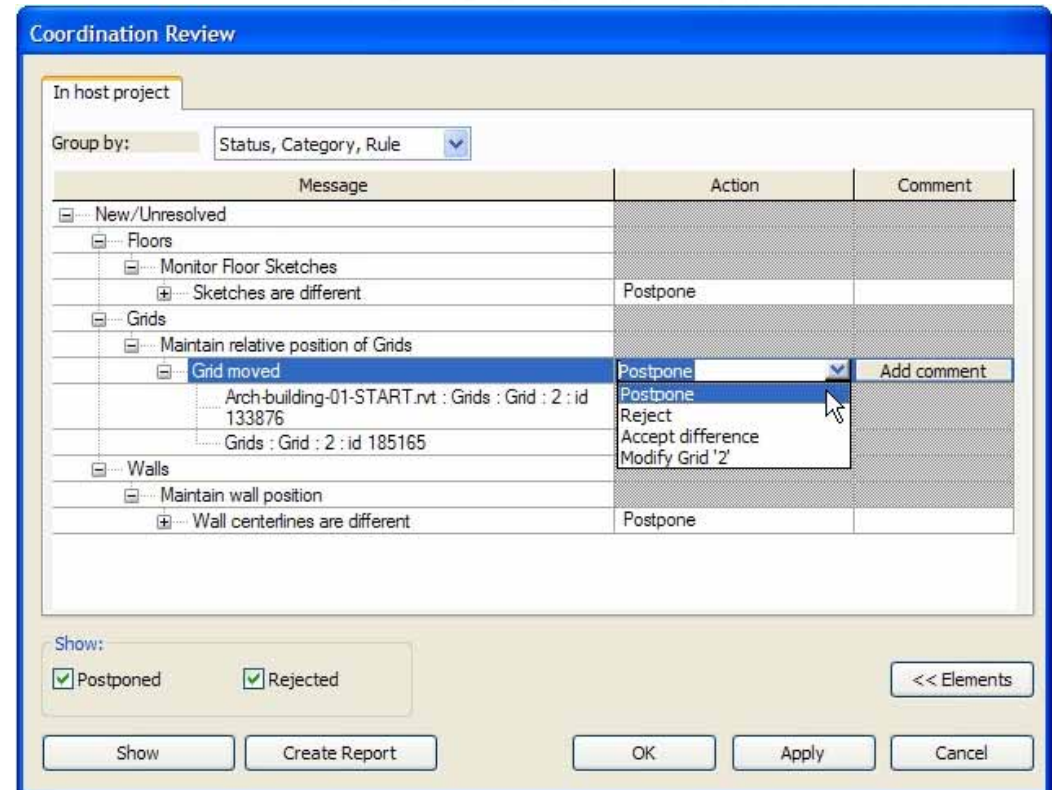 Coordination Review
In host project
Group by: Status, Category, Rule
Message Action Comment
New/Unresolved
Floors
Monitor Floor Sketches
Sketches are different Postpone
Grids
Maintain relative position of Grids
Grid moved Postpone Add comment
Postpone
Reject
Accept difference
Modify Grid '2'
Arch-building-01-START.rvt : Grids : Grid : 2 : id
133876
Grids : Grid : 2 : id 185165
Walls
Maintain wall position
Wall centerlines are different Postpone
Show:
Postponed Rejected
<< Elements
Show Create Report OK Apply Cancel